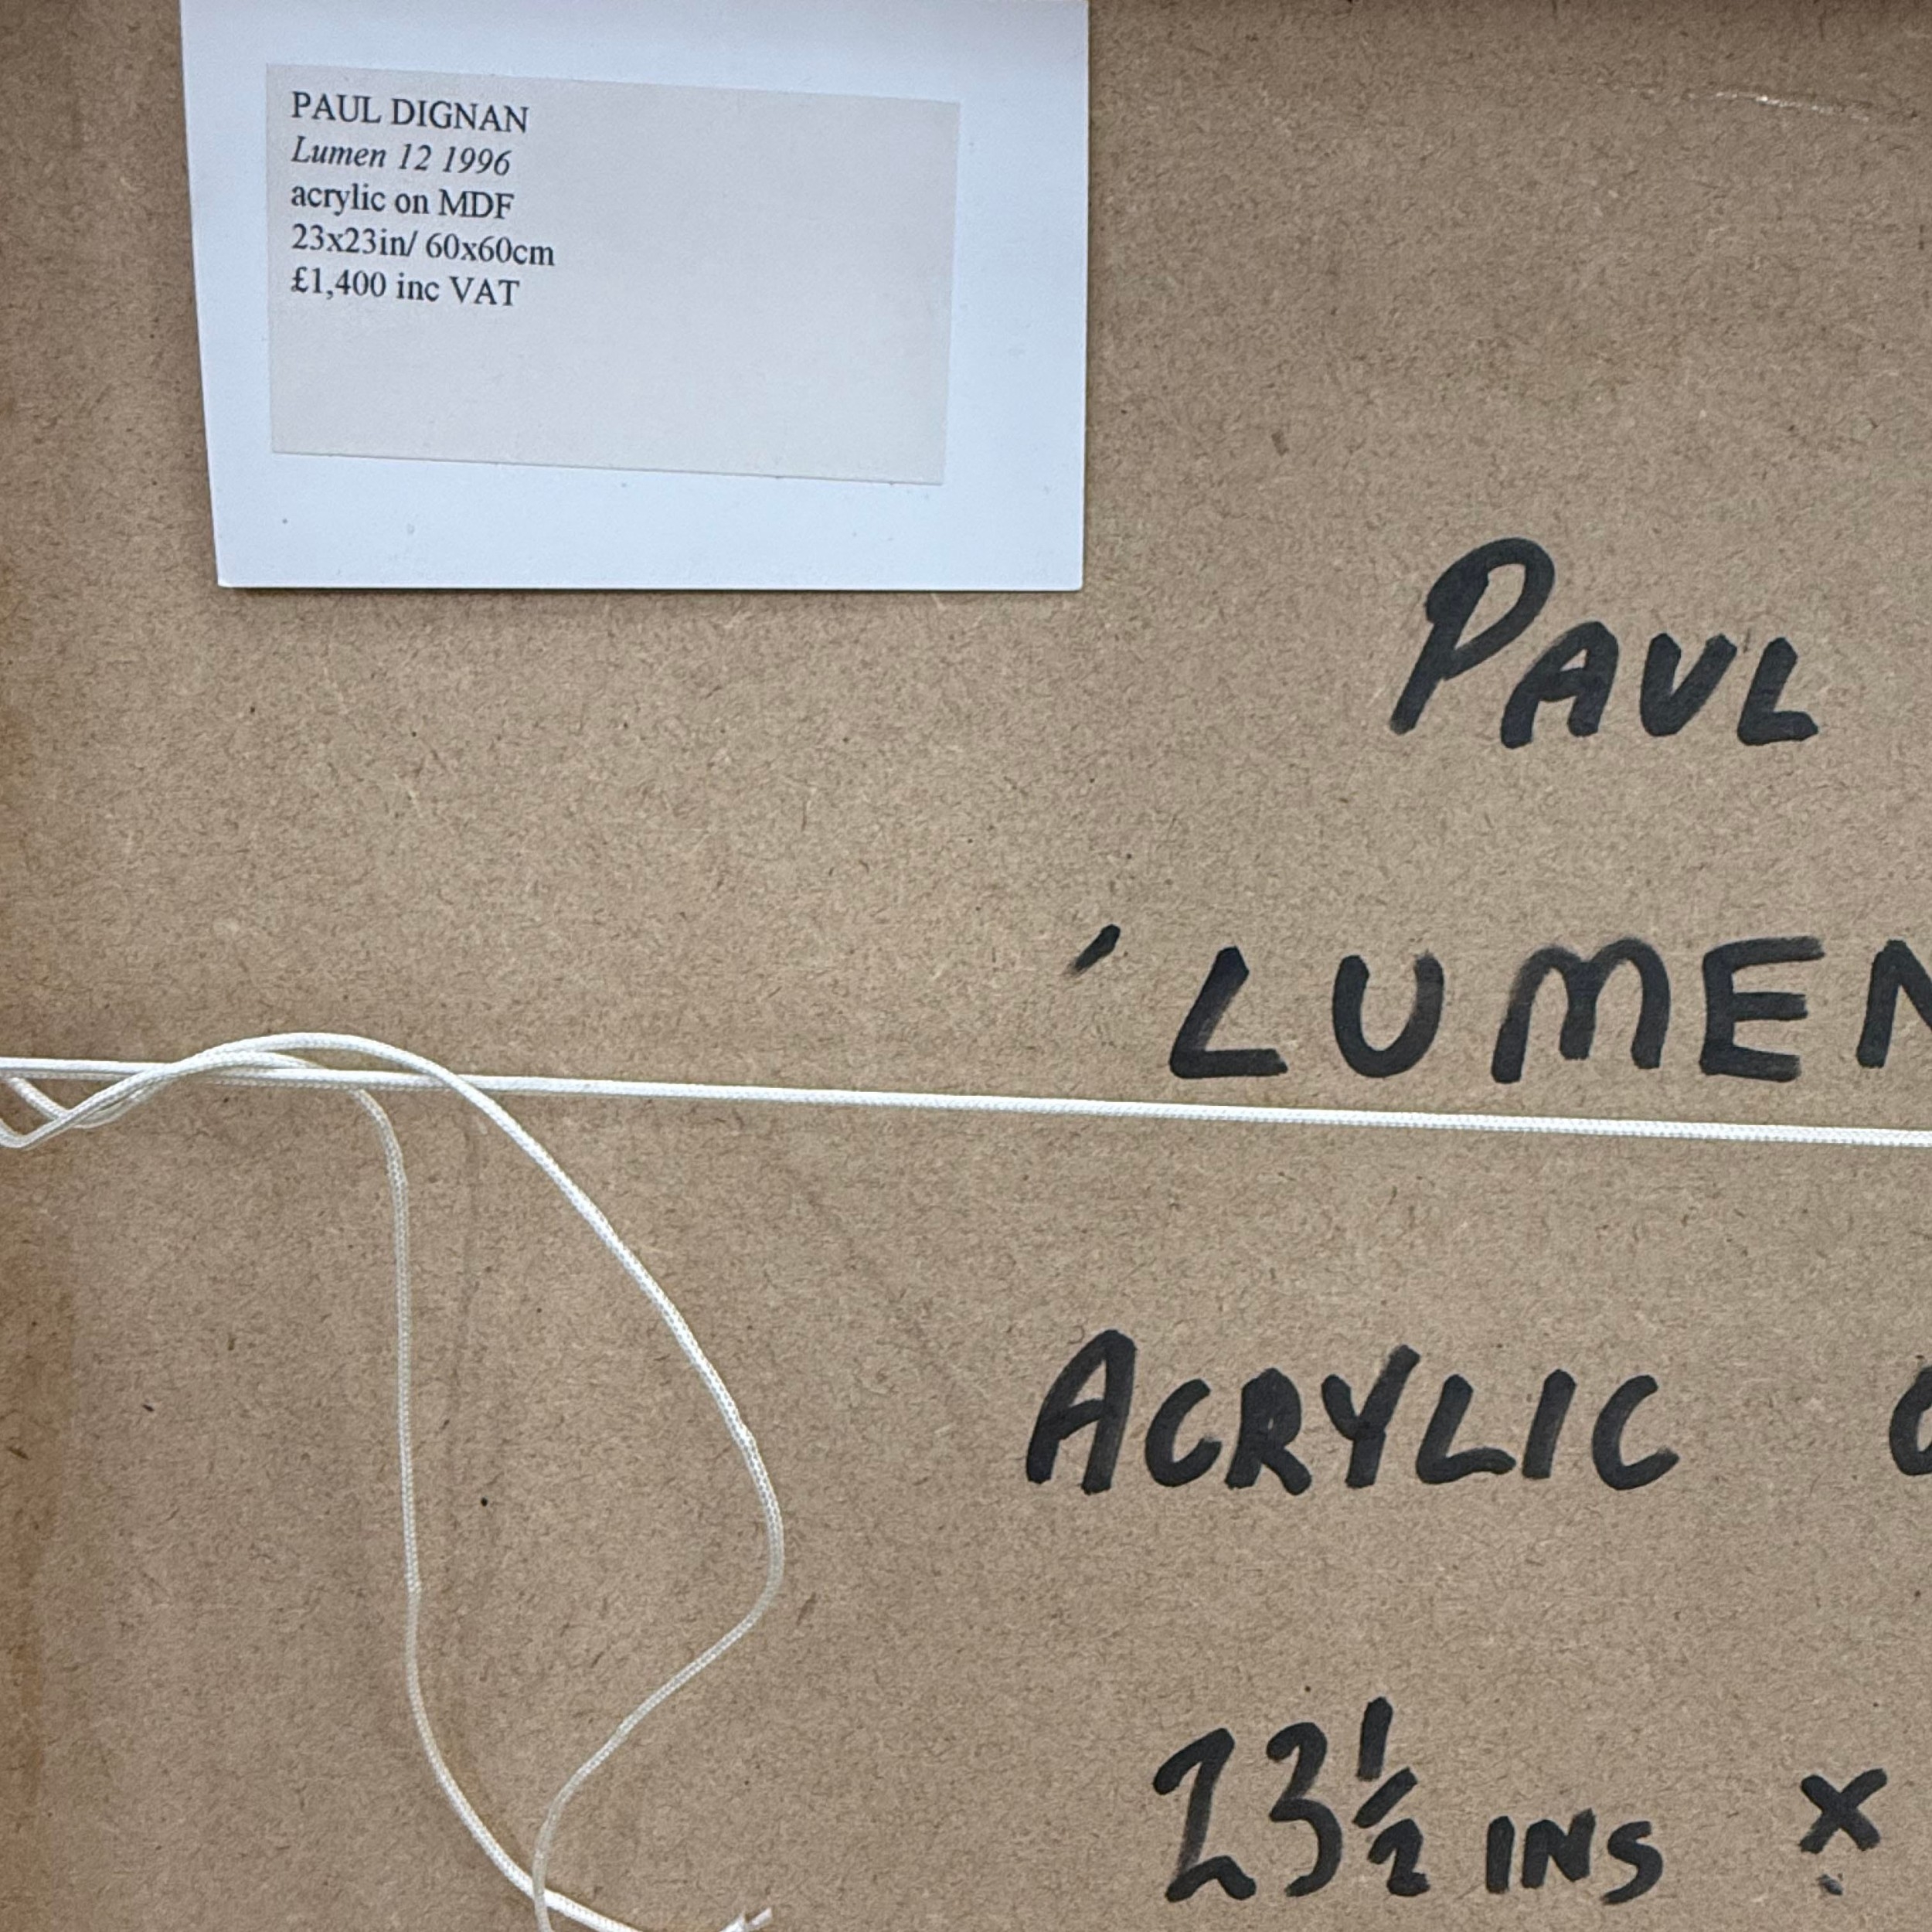 PAUL DIGNAN
Lumen 12 1996
acrylic on MDF
23x23in/ 60x60cm
£1,400 inc VAT
PAUL
'LUMEN
ACRYLIC
23½ INS x